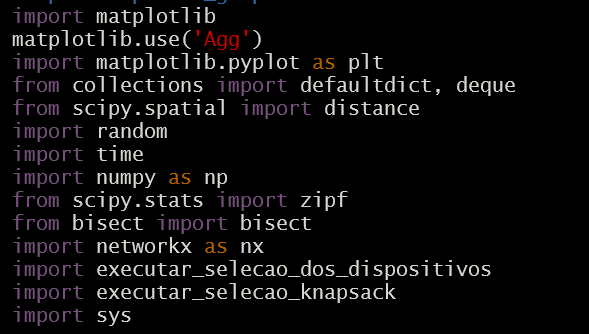 import matplotlib
matplotlib.use('Agg')
import matplotlib.pyplot as plt
from collections import defaultdict, deque
from scipy.spatial import distance
import random
import time
import numpy as np
from scipy.stats import zipf
from bisect import bisect
import networkx as nx
import executar_selecao_dos_dispositivos
import executar_selecao_knapsack
import sys